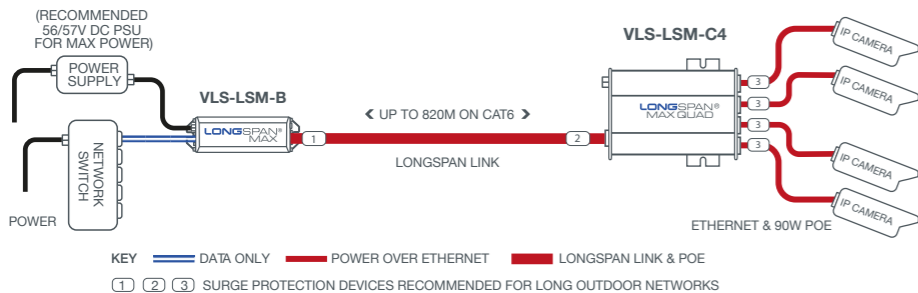 (RECOMMENDED
56/57V DC PSU
FOR MAX POWER)
POWER
SUPPLY
VLS-LSM-B
LONGSPAN®
MAX
1
< UP TO 820M ON CAT6 >
LONGSPAN LINK
2
VLS-LSM-C4
LONGSPAN®
MAX QUAD
3
3
3
3
IP CAMERA
IP CAMERA
IP CAMERA
IP CAMERA
NETWORK
SWITCH
POWER
ETHERNET & 90W POE
KEY DATA ONLY POWER OVER ETHERNET LONGSPAN LINK & POE
1 2 3 SURGE PROTECTION DEVICES RECOMMENDED FOR LONG OUTDOOR NETWORKS